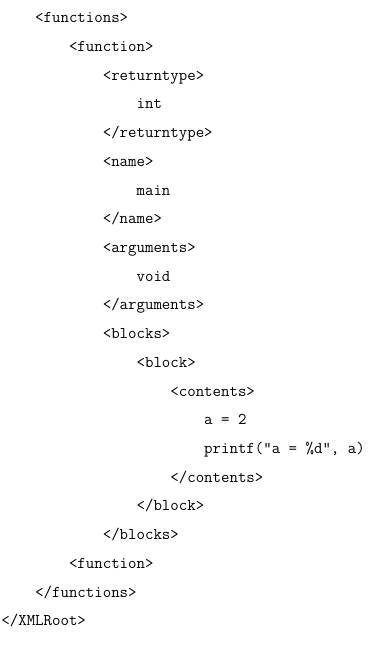 <functions>
<function>
<returntype>
int
</returntype>
<name>
main
</name>
<arguments>
void
</arguments>
<blocks>
<block>
<contents>
a = 2
printf("a = %d", a)
</contents>
</block>
</blocks>
<function>
</functions>
</XMLRoot>